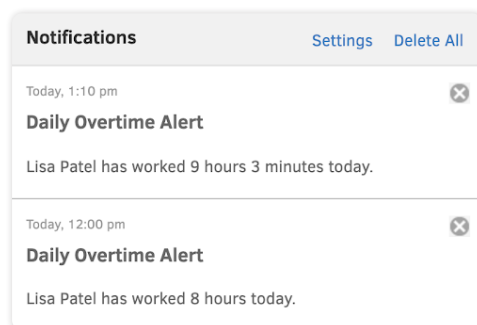 Notifications
Settings
Delete All
Today, 1:10 pm
Daily Overtime Alert
Lisa Patel has worked 9 hours 3 minutes today.
Today, 12:00 pm
Daily Overtime Alert
Lisa Patel has worked 8 hours today.